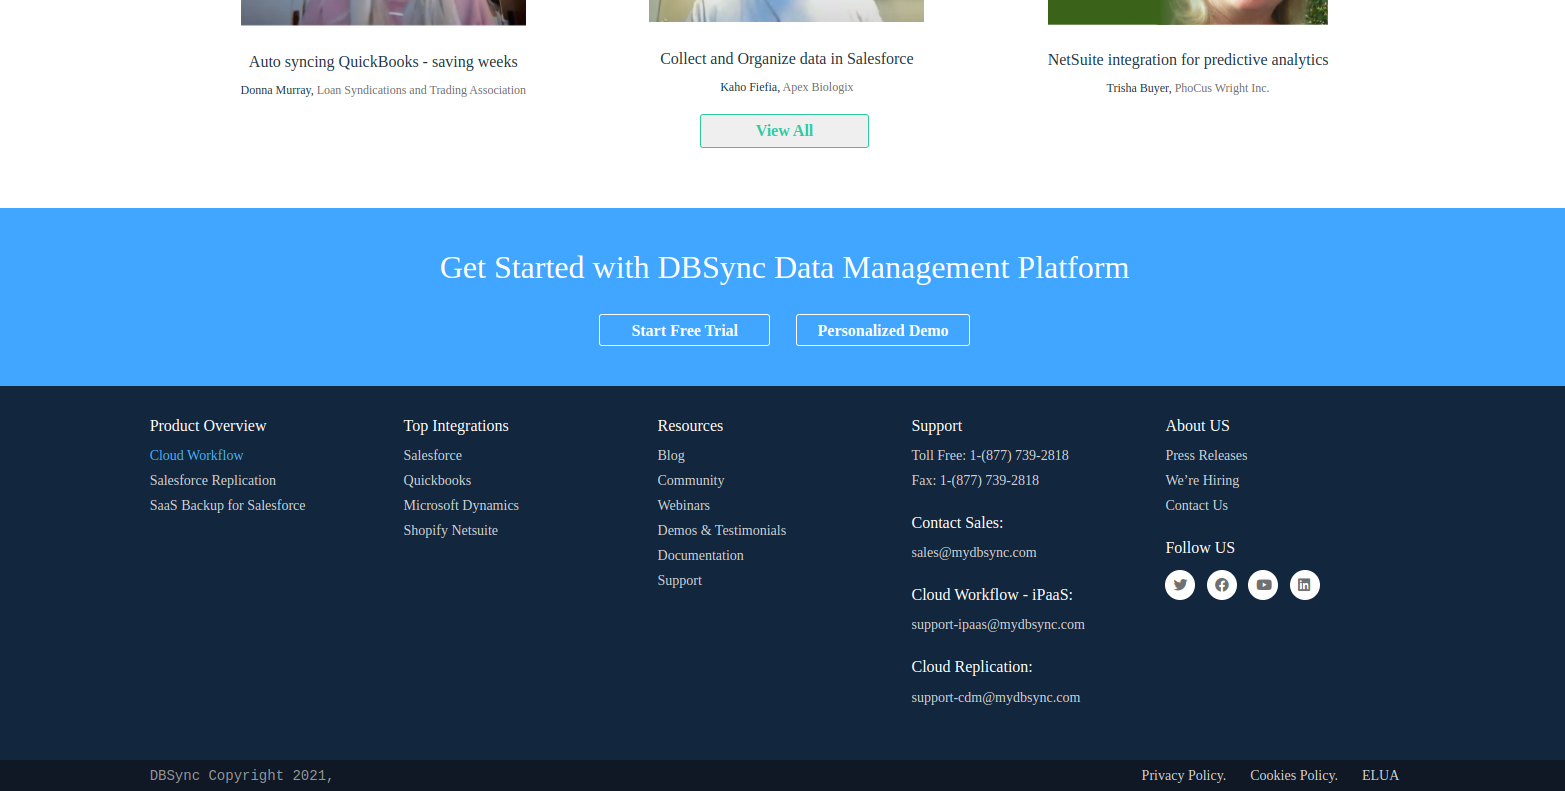 Auto syncing QuickBooks - saving weeks
Donna Murray, Loan Syndications and Trading Association
Collect and Organize data in Salesforce
Kaho Fiefia, Apex Biologix
NetSuite integration for predictive analytics
Trisha Buyer, PhoCus Wright Inc.
View All
Get Started with DBSync Data Management Platform
Start Free Trial
Personalized Demo
Product Overview
Cloud Workflow
Salesforce Replication
SaaS Backup for Salesforce
Top Integrations
Salesforce
Quickbooks
Microsoft Dynamics
Shopify Netsuite
Resources
Blog
Community
Webinars
Demos & Testimonials
Documentation
Support
Support
Toll Free: 1-(877) 739-2818
Fax: 1-(877) 739-2818
Contact Sales:
sales@mydbsync.com
Cloud Workflow - iPaaS:
support-ipaas@mydbsync.com
Cloud Replication:
support-cdm@mydbsync.com
About US
Press Releases
We’re Hiring
Contact Us
Follow US
DBSync Copyright 2021,
Privacy Policy.
Cookies Policy.
ELUA